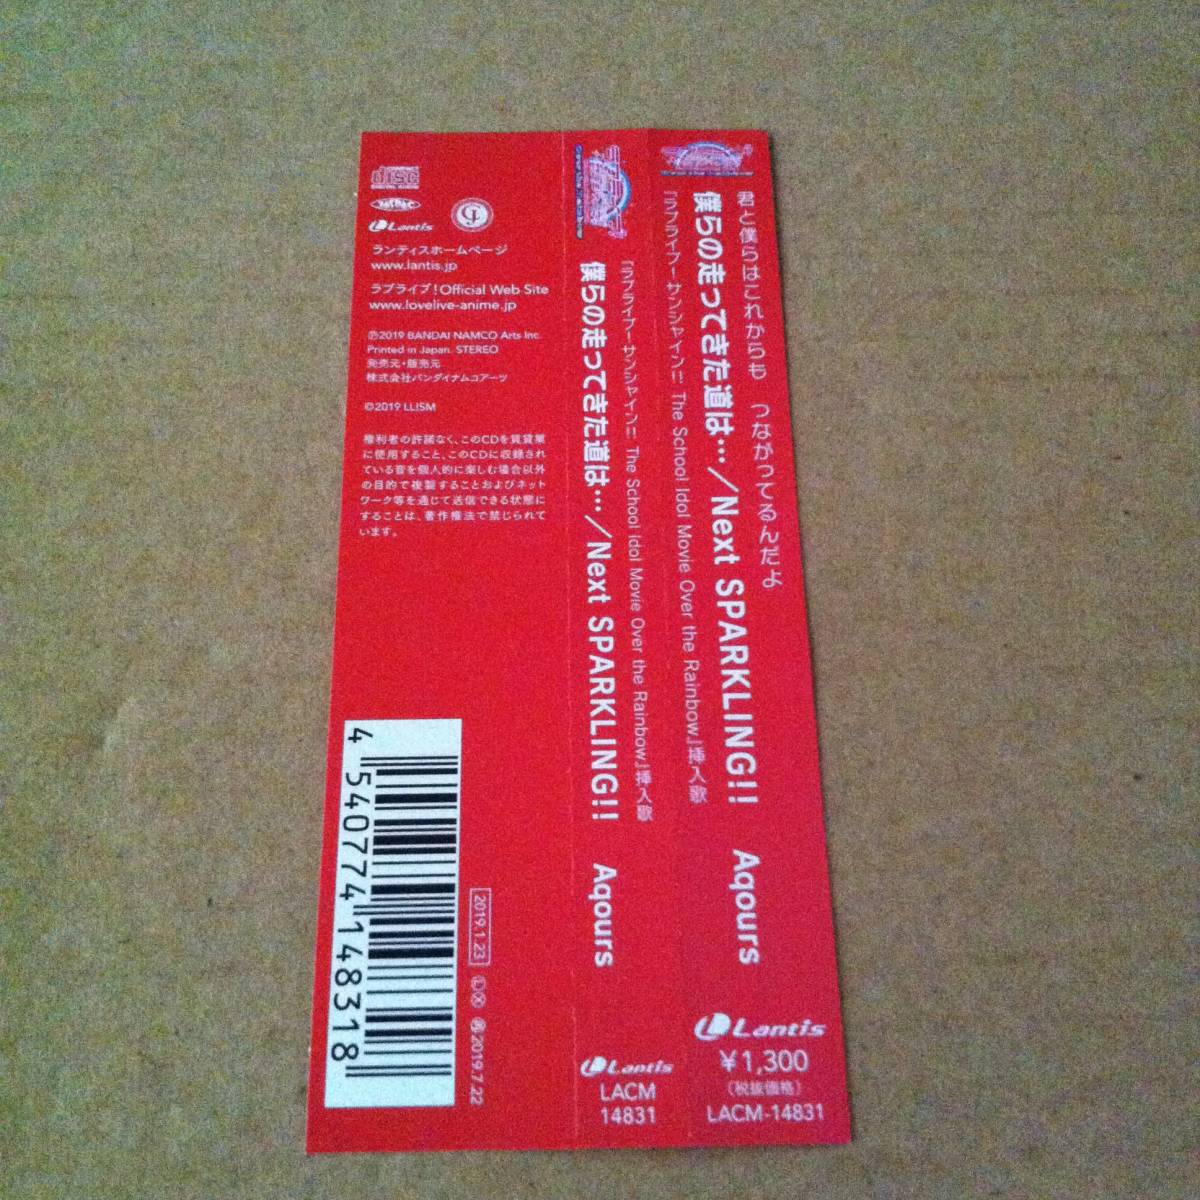 君と僕らはこれからも　つながってるんだよ
僕らの走ってきた道は…／Next SPARKLING!!　Aqours
『ラブライブ！サンシャイン!! The School Idol Movie Over the Rainbow』挿入歌
Lantis
¥1,300
(税抜価格)
LACM-14831
僕らの走ってきた道は…／Next SPARKLING!!　Aqours
『ラブライブ！サンシャイン!! The School Idol Movie Over the Rainbow』挿入歌
Lantis
LACM
14831
DISC
DIGITAL AUDIO
Lantis
ランティスホームページ
www.lantis.jp
ラブライブ！Official Web Site
www.lovelive-anime.jp
Ⓟ2019 BANDAI NAMCO Arts Inc.
Printed in Japan. STEREO
発売元・販売元
株式会社バンダイナムコアーツ
©2019 LL!SM
権利者の許諾なく、このCDを賃貸業
に使用すること、このCDに収録され
ている音を個人的に楽しむ場合以外
の目的で複製することおよびネット
ワーク等を通じて送信できる状態に
することは、著作権法で禁じられて
います。
2019.1.23 Ⓛ Ⓧ 2019.7.22
4 540774 148318